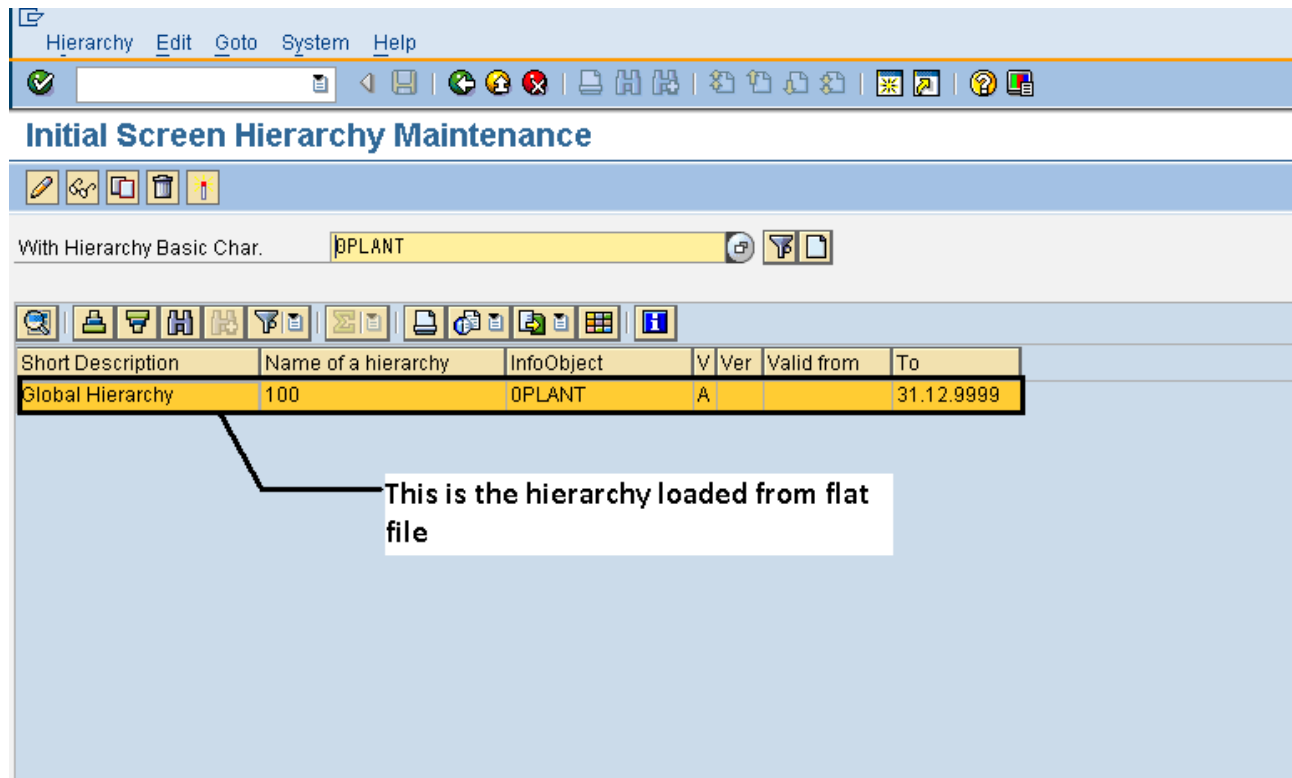 Hierarchy Edit Goto System Help
Initial Screen Hierarchy Maintenance
With Hierarchy Basic Char. 0PLANT
Short Description Name of a hierarchy InfoObject V Ver Valid from To
Global Hierarchy 100 0PLANT A 31.12.9999
This is the hierarchy loaded from flat
file